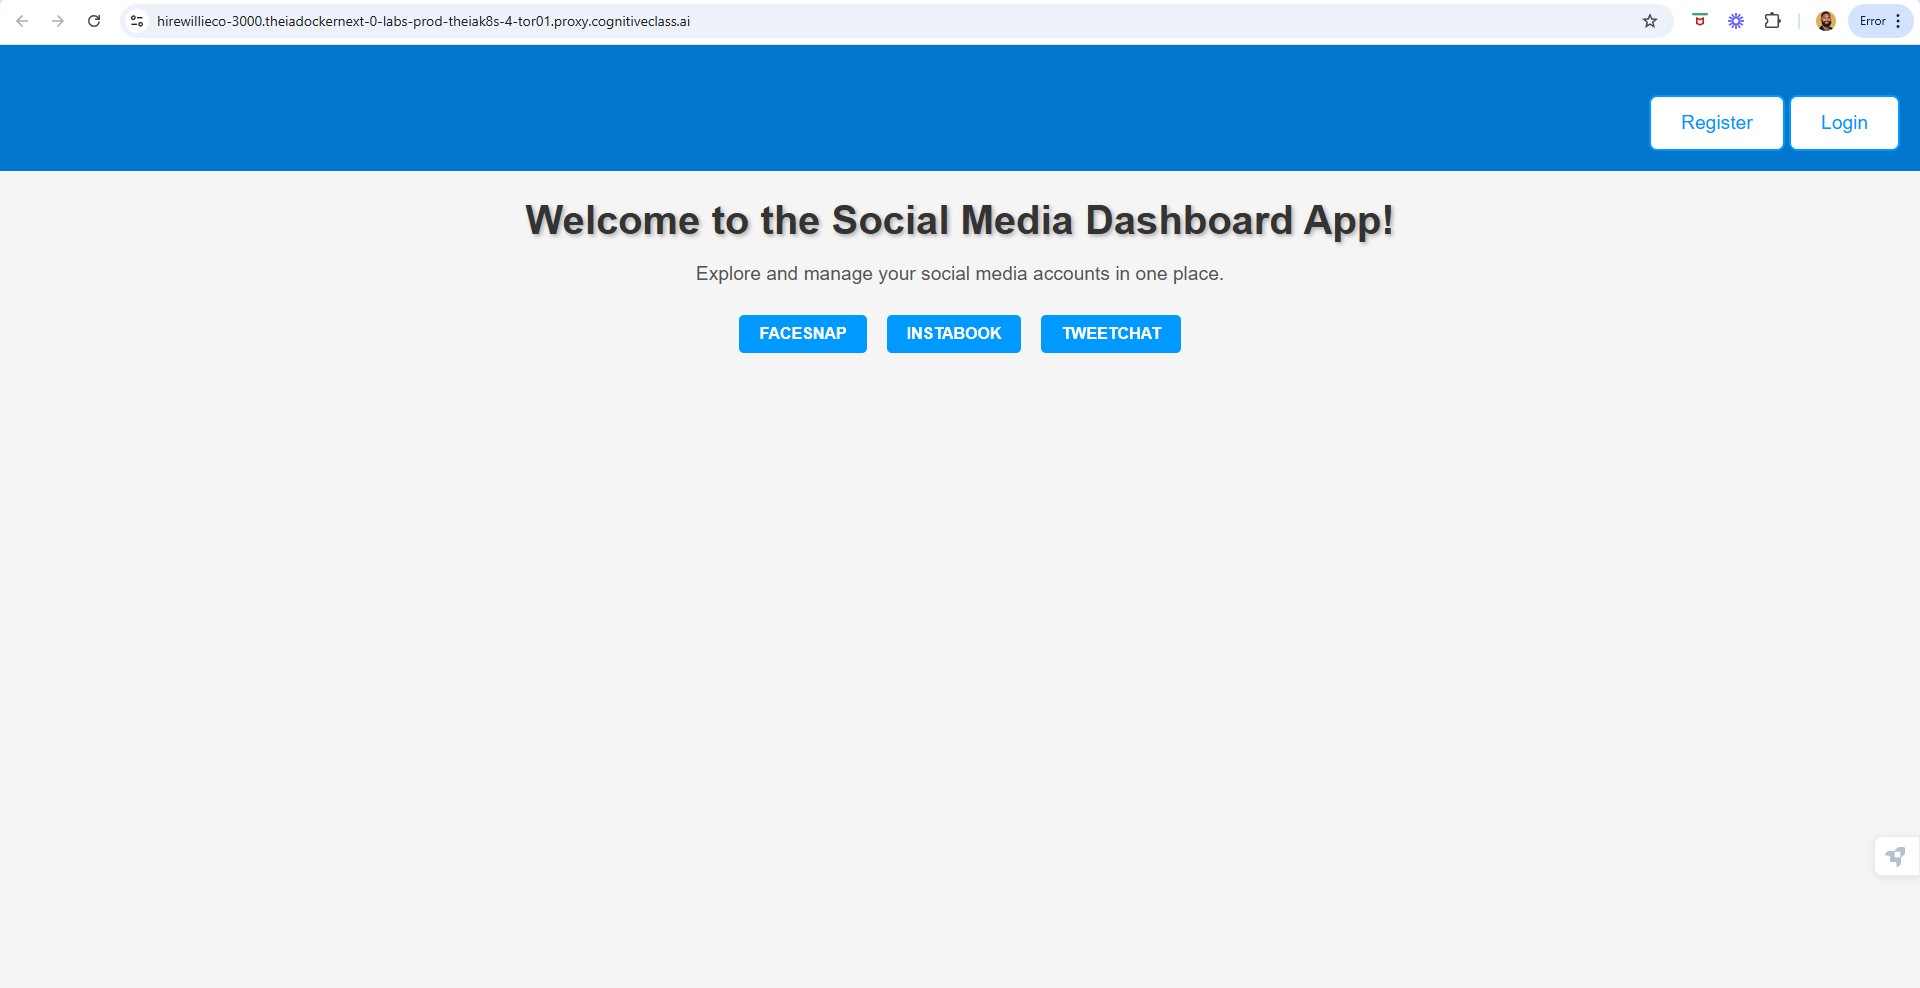 hirewillieco-3000.theiadockernext-0-labs-prod-theiak8s-4-tor01.proxy.cognitiveclass.ai
Error
Register
Login
Welcome to the Social Media Dashboard App!
Explore and manage your social media accounts in one place.
FACESNAP
INSTABOOK
TWEETCHAT